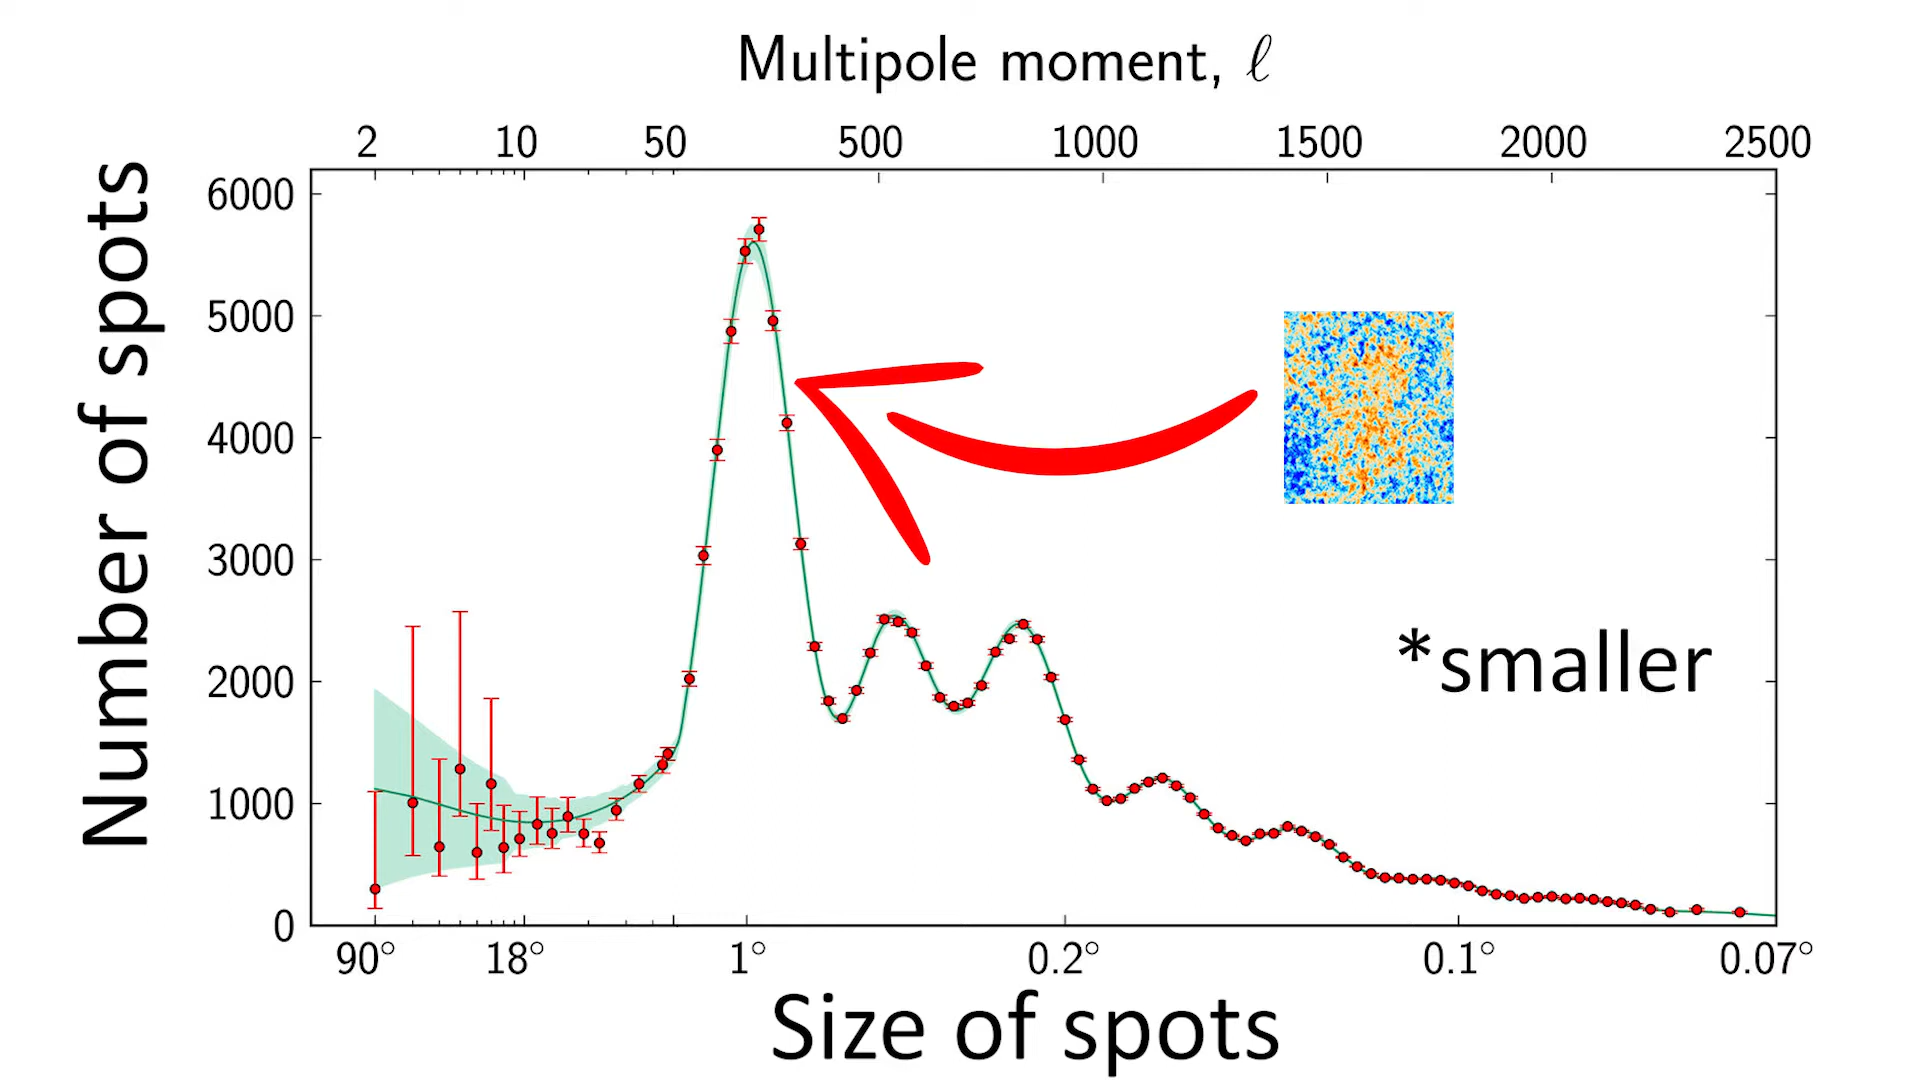 Multipole moment, ℓ
2 10 50 500 1000 1500 2000 2500
Number of spots
6000
5000
4000
3000
2000
1000
0
*smaller
90° 18° 1° 0.2° 0.1° 0.07°
Size of spots